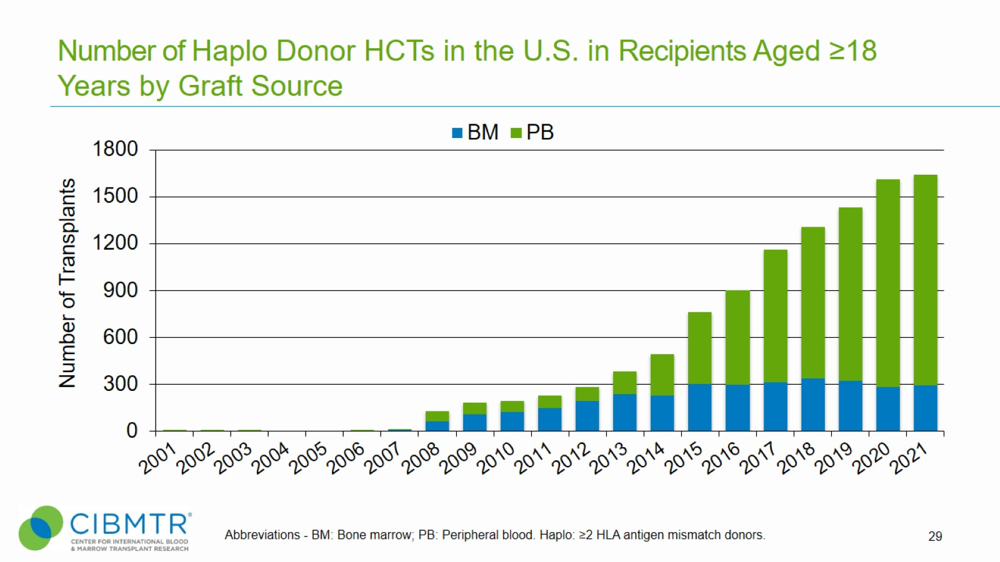 Number of Haplo Donor HCTs in the U.S. in Recipients Aged ≥18
Years by Graft Source
BM PB
Number of Transplants
1800
1500
1200
900
600
300
0
2001 2002 2003 2004 2005 2006 2007 2008 2009 2010 2011 2012 2013 2014 2015 2016 2017 2018 2019 2020 2021
CIBMTR®
CENTER FOR INTERNATIONAL BLOOD
& MARROW TRANSPLANT RESEARCH
Abbreviations - BM: Bone marrow; PB: Peripheral blood. Haplo: ≥2 HLA antigen mismatch donors.
29